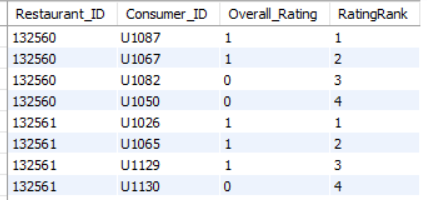 Restaurant_ID Consumer_ID Overall_Rating RatingRank
132560 U1087 1 1
132560 U1067 1 2
132560 U1082 0 3
132560 U1050 0 4
132561 U1026 1 1
132561 U1065 1 2
132561 U1129 1 3
132561 U1130 0 4